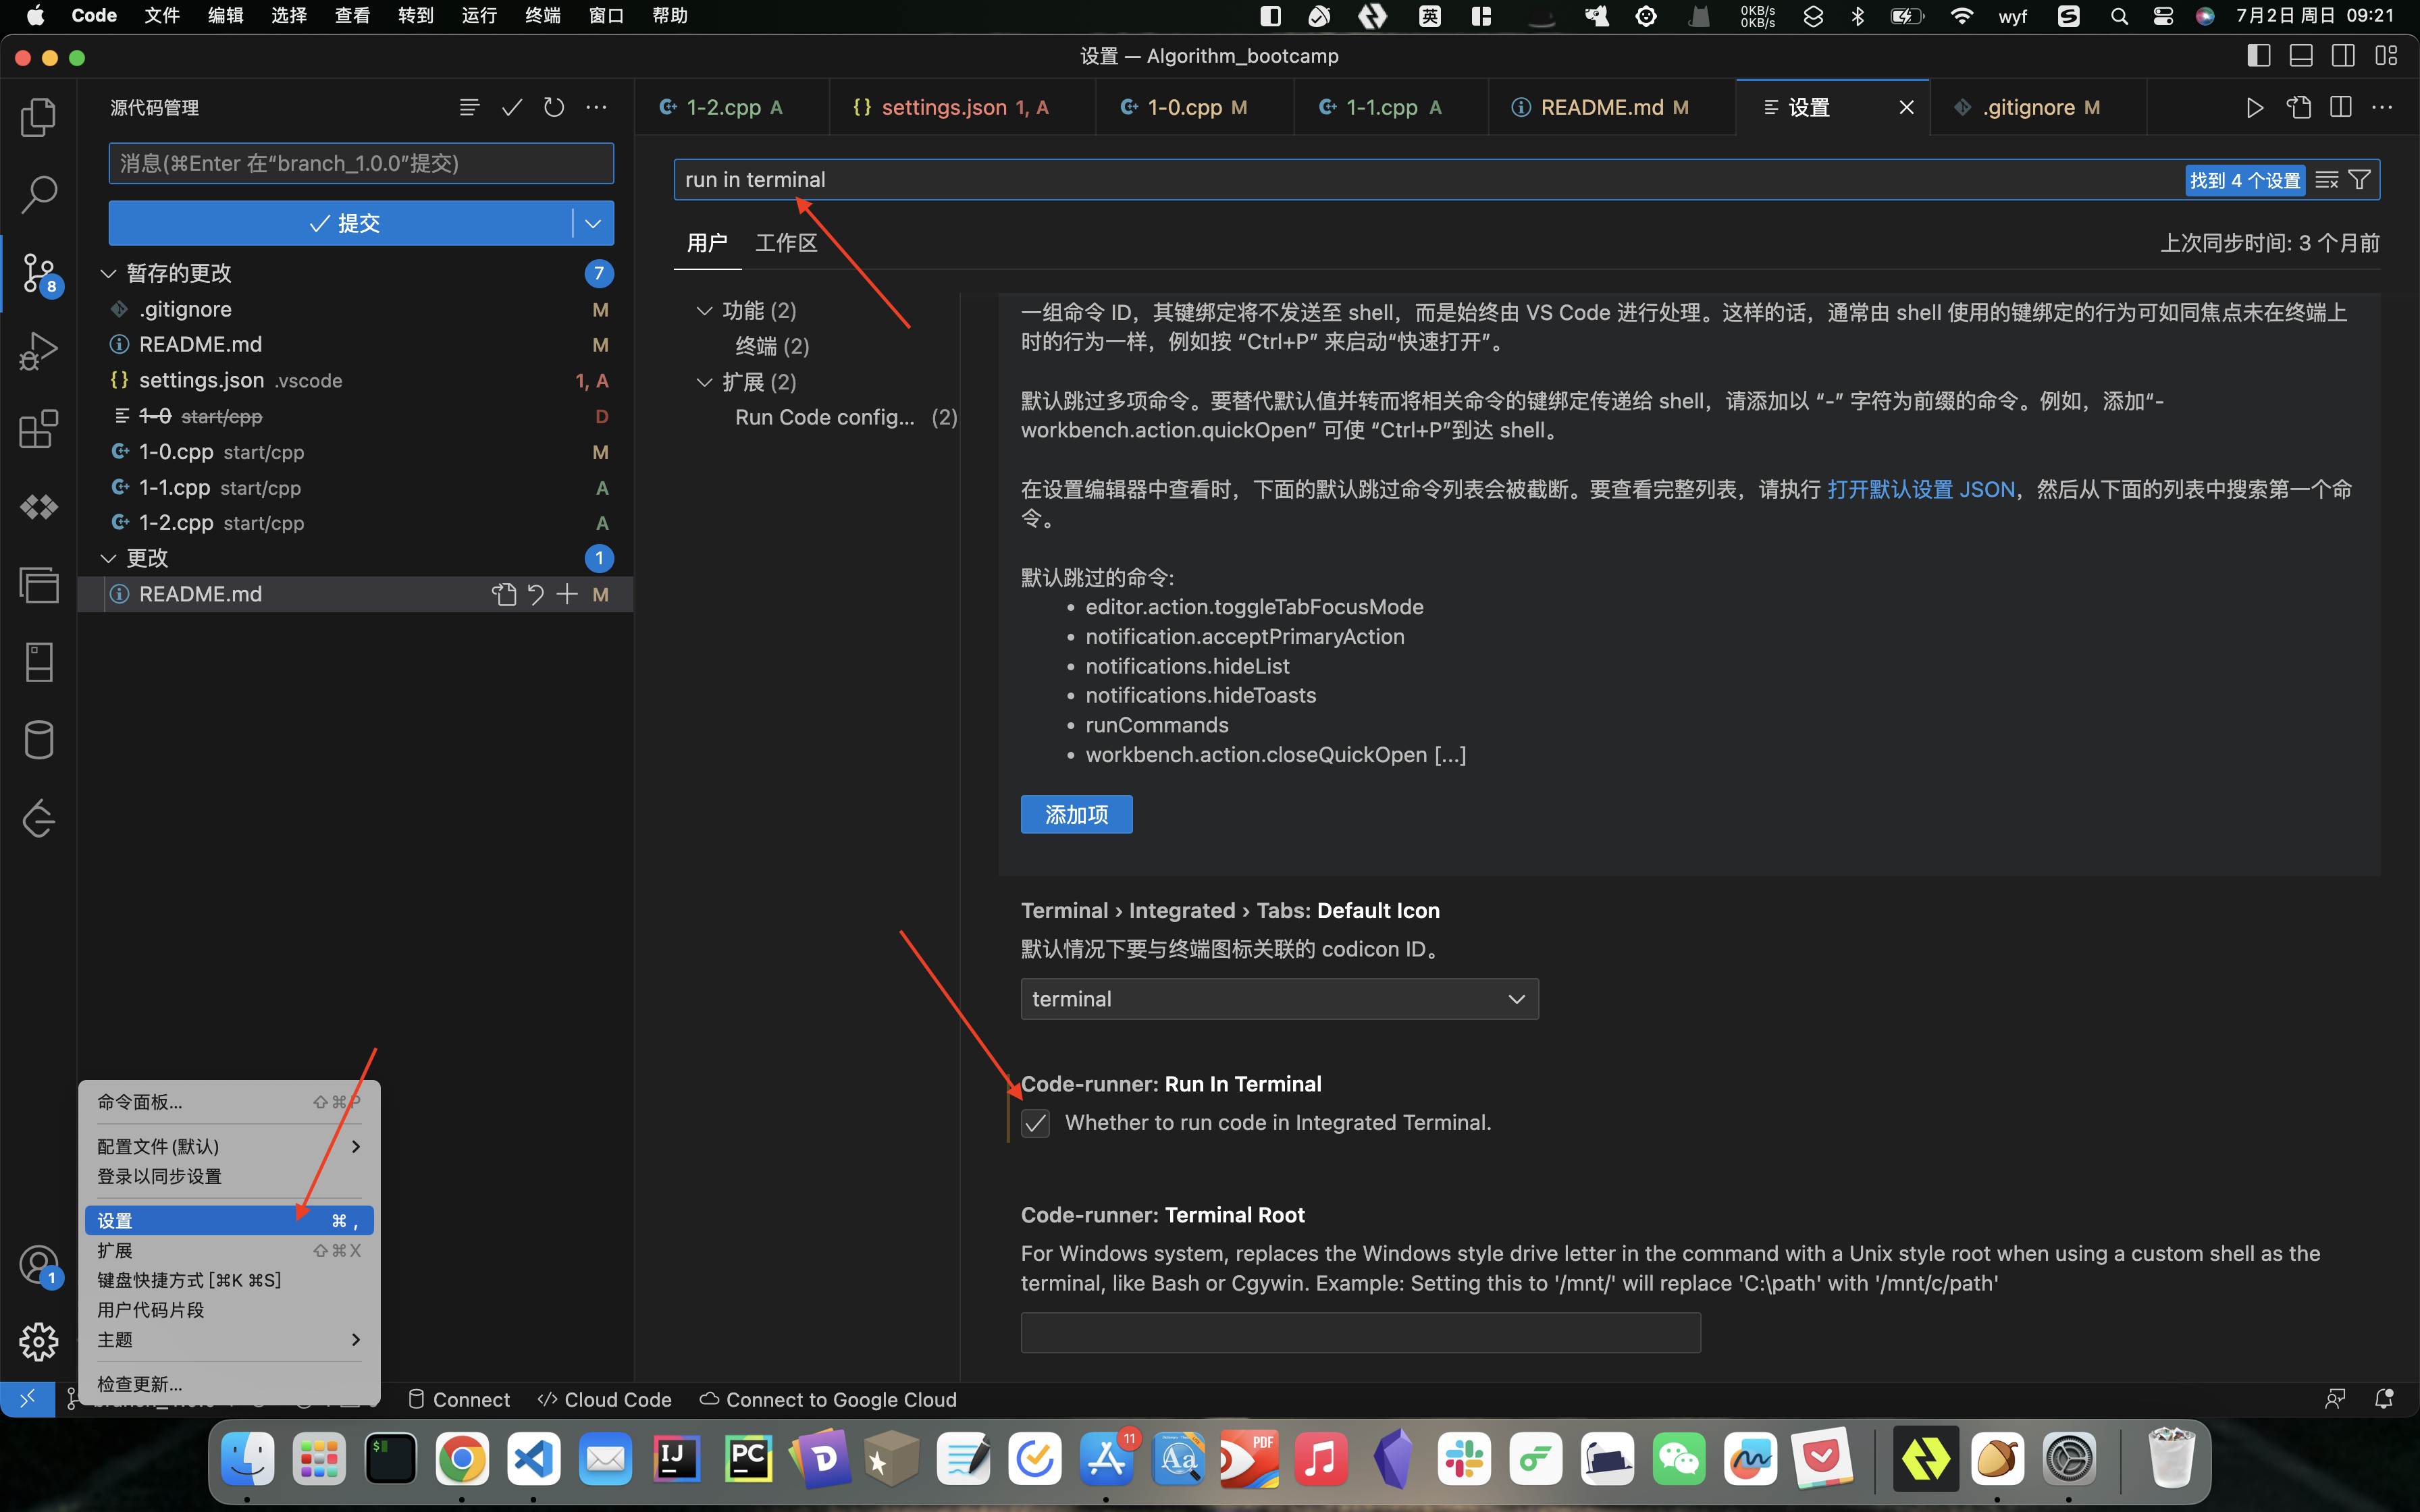 Code 文件 编辑 选择 查看 转到 运行 终端 窗口 帮助
英 0KB/s 0KB/s wyf 7月2日 周日 09:21
设置 — Algorithm_bootcamp
源代码管理
1-2.cpp A
settings.json 1, A
1-0.cpp M
1-1.cpp A
README.md M
设置
.gitignore M
消息(⌘Enter 在“branch_1.0.0”提交)
提交
暂存的更改 7
.gitignore M
README.md M
settings.json .vscode 1, A
1-0 start/cpp D
1-0.cpp start/cpp M
1-1.cpp start/cpp A
1-2.cpp start/cpp A
更改 1
README.md M
8
1
run in terminal
找到 4 个设置
用户 工作区
上次同步时间: 3 个月前
功能 (2)
终端 (2)
扩展 (2)
Run Code config... (2)
一组命令 ID，其键绑定将不发送至 shell，而是始终由 VS Code 进行处理。这样的话，通常由 shell 使用的键绑定的行为可如同焦点未在终端上
时的行为一样，例如按 “Ctrl+P” 来启动“快速打开”。
默认跳过多项命令。要替代默认值并转而将相关命令的键绑定传递给 shell，请添加以 “-” 字符为前缀的命令。例如，添加“-
workbench.action.quickOpen” 可使 “Ctrl+P”到达 shell。
在设置编辑器中查看时，下面的默认跳过命令列表会被截断。要查看完整列表，请执行 打开默认设置 JSON，然后从下面的列表中搜索第一个命
令。
默认跳过的命令:
• editor.action.toggleTabFocusMode
• notification.acceptPrimaryAction
• notifications.hideList
• notifications.hideToasts
• runCommands
• workbench.action.closeQuickOpen [...]
添加项
Terminal › Integrated › Tabs: Default Icon
默认情况下要与终端图标关联的 codicon ID。
terminal
Code-runner: Run In Terminal
Whether to run code in Integrated Terminal.
Code-runner: Terminal Root
For Windows system, replaces the Windows style drive letter in the command with a Unix style root when using a custom shell as the
terminal, like Bash or Cgywin. Example: Setting this to '/mnt/' will replace 'C:\path' with '/mnt/c/path'
命令面板... ⇧⌘P
配置文件 (默认)
登录以同步设置
设置 ⌘ ,
扩展 ⇧⌘X
键盘快捷方式 [⌘K ⌘S]
用户代码片段
主题
检查更新...
Connect
Cloud Code
Connect to Google Cloud
$
IJ
PC
D
11
Aa
PDF